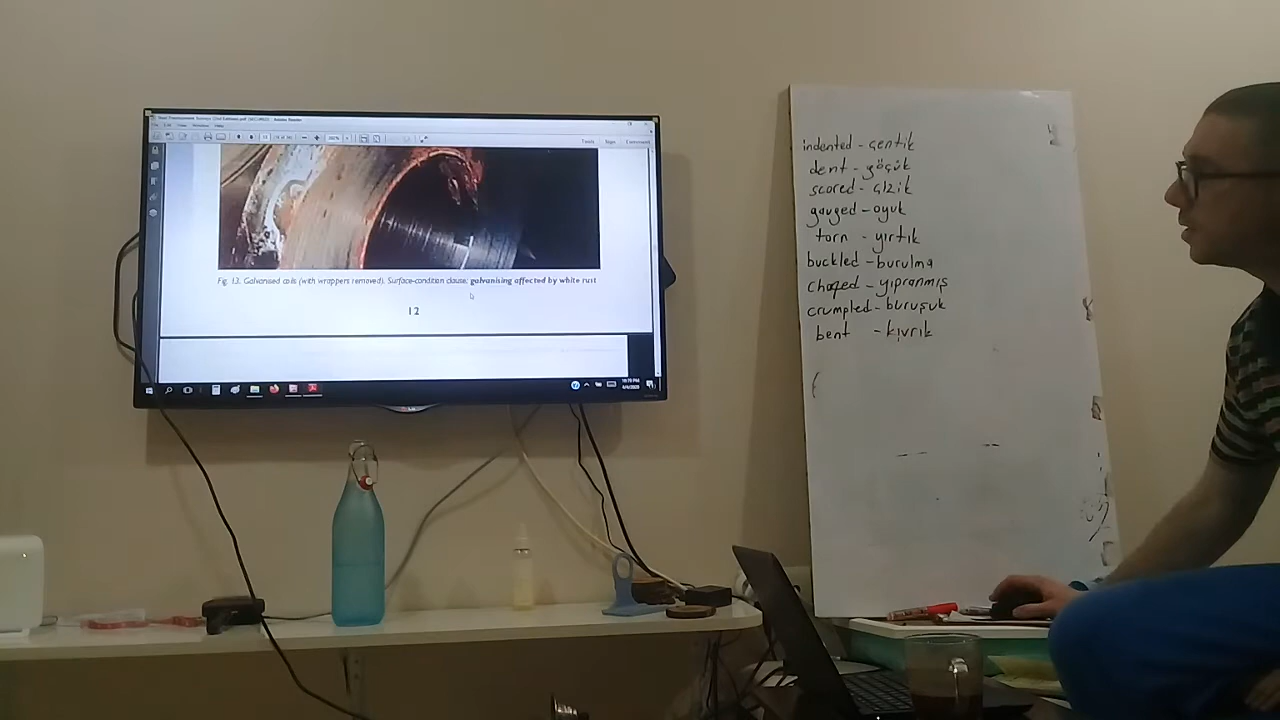 Fig. 13. Galvanised coils (with wrappers removed). Surface-condition clause; galvanising affected by white rust
12
indented - çentik
dent - göçük
scored - çizik
gouged - oyuk
torn - yırtık
buckled - burulma
chafed - yıpranmış
crumpled - buruşuk
bent - kıvrık